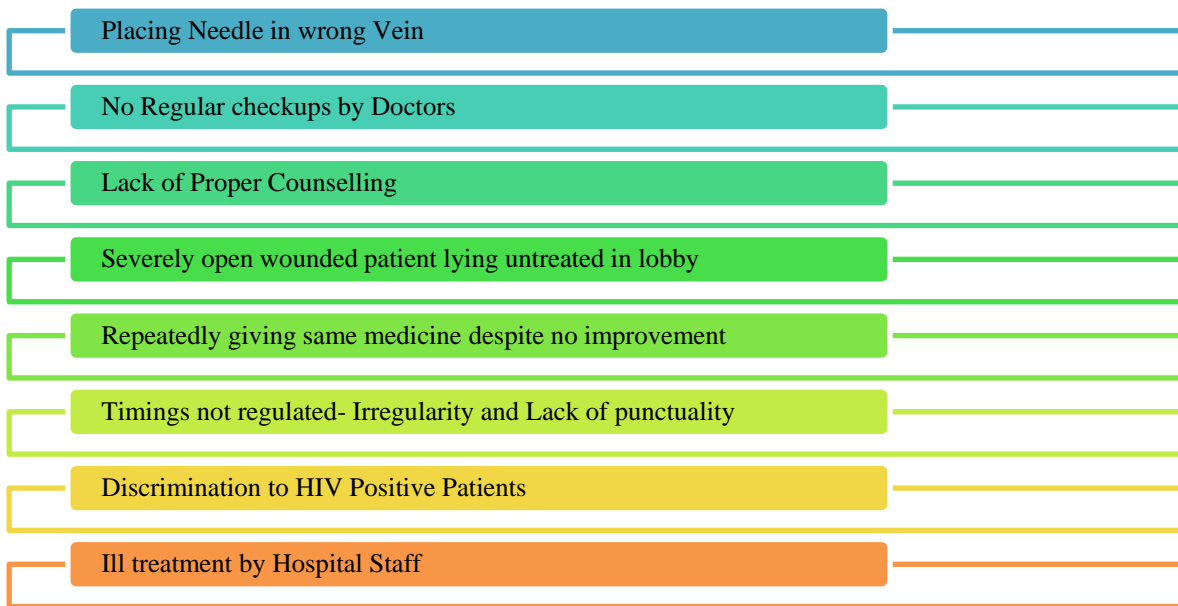 Placing Needle in wrong Vein
No Regular checkups by Doctors
Lack of Proper Counselling
Severely open wounded patient lying untreated in lobby
Repeatedly giving same medicine despite no improvement
Timings not regulated- Irregularity and Lack of punctuality
Discrimination to HIV Positive Patients
Ill treatment by Hospital Staff